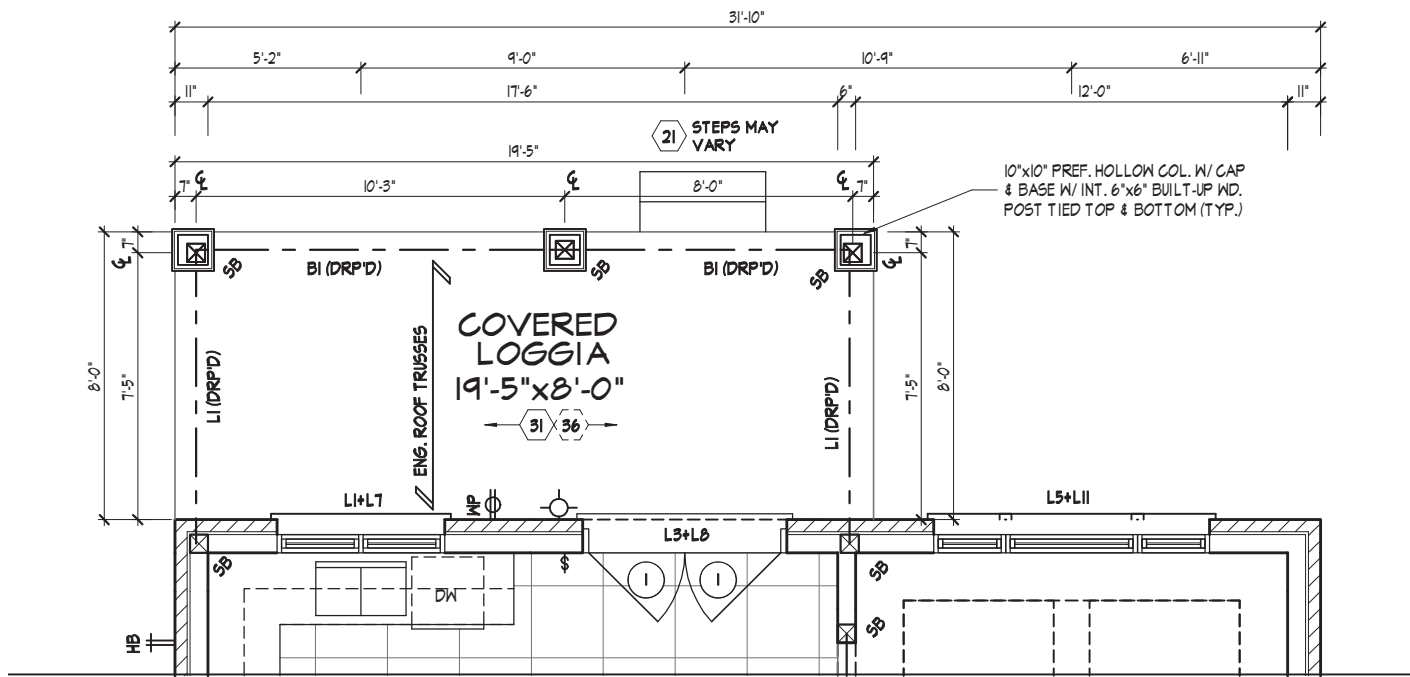 31'-10"
5'-2" 9'-0" 10'-9" 6'-11"
11" 17'-6" 6" 12'-0" 11"
21 STEPS MAY
VARY
19'-5"
7" ℄ 10'-3" ℄ 8'-0" ℄ 7"
10"x10" PREF. HOLLOW COL. W/ CAP
& BASE W/ INT. 6"x6" BUILT-UP WD.
POST TIED TOP & BOTTOM (TYP.)
7" ℄
7" ℄
SB B1 (DRP'D) SB B1 (DRP'D) SB
COVERED
LOGGIA
19'-5"x8'-0"
31 36
ENG. ROOF TRUSSES
8'-0" 7'-5" L1 (DRP'D)
L1 (DRP'D) 7'-5" 8'-0"
L1+L7 WP L5+L11
L3+L8
SB $ SB
DW 1 1
SB
HB